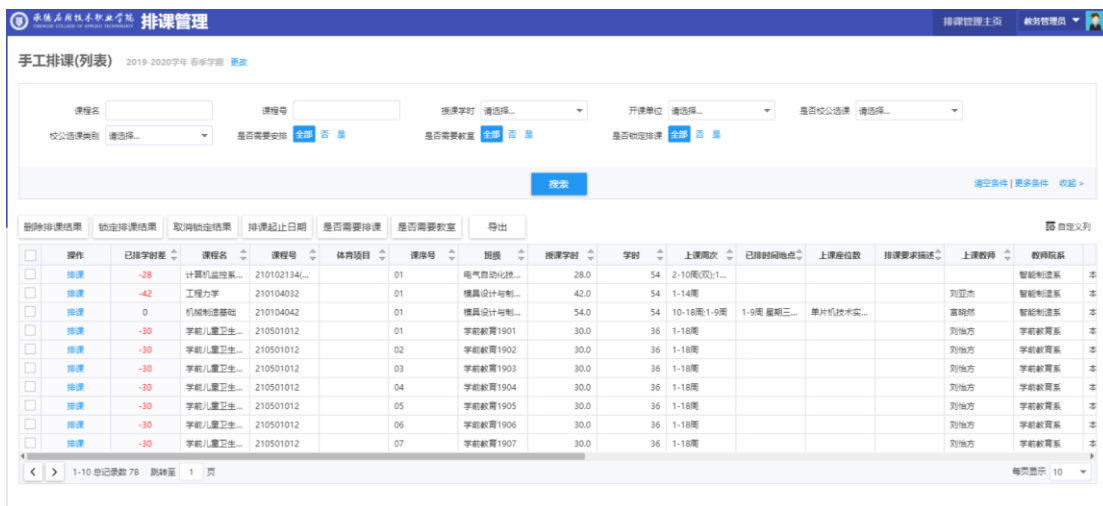 承德应用技术职业学院 排课管理 排课管理主页 教务管理员
手工排课(列表) 2019-2020学年 春季学期 更改
课程名 课程号 授课学时 请选择... 开课单位 请选择... 是否校公选课 请选择...
校公选课类别 请选择... 是否需要安排 全部 否 是 是否需要教室 全部 否 是 是否锁定排课 全部 否 是
搜索 清空条件 | 更多条件 收起 >
删除排课结果 锁定排课结果 取消锁定结果 排课起止日期 是否需要排课 是否需要教室 导出 自定义列
操作 已排学时差 课程名 课程号 体育项目 课序号 班级 授课学时 学时 上课周次 已排时间地点 上课座位数 排课要求描述 上课教师 教师院系
排课 -28 计算机监控系... 210102134(... 01 电气自动化技... 28.0 54 2-10周(双);1... 智能制造系 本
排课 -42 工程力学 210104032 01 模具设计与制... 42.0 54 1-14周 刘亚杰 智能制造系 本
排课 0 机械制造基础 210104042 01 模具设计与制... 54.0 54 10-18周;1-9周 1-9周 星期三... 单片机技术实... 富晓然 智能制造系 本
排课 -30 学前儿童卫生... 210501012 01 学前教育1901 30.0 36 1-18周 刘怡方 学前教育系 本
排课 -30 学前儿童卫生... 210501012 02 学前教育1902 30.0 36 1-18周 刘怡方 学前教育系 本
排课 -30 学前儿童卫生... 210501012 03 学前教育1903 30.0 36 1-18周 刘怡方 学前教育系 本
排课 -30 学前儿童卫生... 210501012 04 学前教育1904 30.0 36 1-18周 刘怡方 学前教育系 本
排课 -30 学前儿童卫生... 210501012 05 学前教育1905 30.0 36 1-18周 刘怡方 学前教育系 本
排课 -30 学前儿童卫生... 210501012 06 学前教育1906 30.0 36 1-18周 刘怡方 学前教育系 本
排课 -30 学前儿童卫生... 210501012 07 学前教育1907 30.0 36 1-18周 刘怡方 学前教育系 本
1-10 总记录数 78 跳转至 1 页 每页显示 10